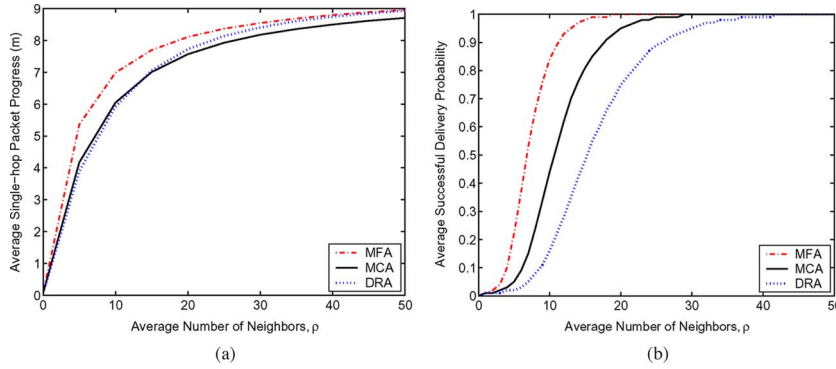 9
8
7
6
5
4
3
2
1
0
Average Single-hop Packet Progress (m)
0 10 20 30 40 50
Average Number of Neighbors, ρ
MFA
MCA
DRA
(a)
1
0.9
0.8
0.7
0.6
0.5
0.4
0.3
0.2
0.1
0
Average Successful Delivery Probability
0 10 20 30 40 50
Average Number of Neighbors, ρ
MFA
MCA
DRA
(b)